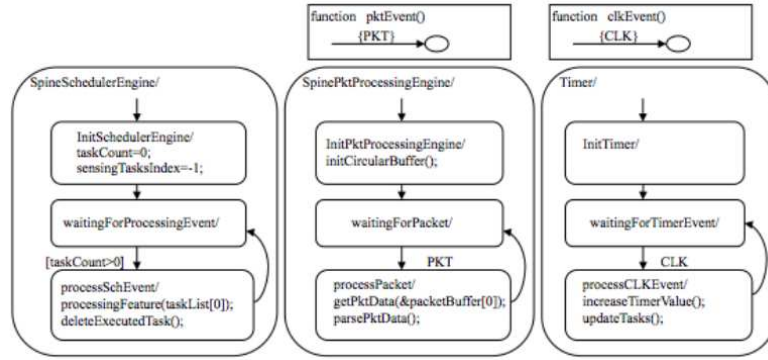 function pktEvent()
{PKT}
function clkEvent()
{CLK}
SpineSchedulerEngine/
InitSchedulerEngine/
taskCount=0;
sensingTasksIndex=-1;
waitingForProcessingEvent/
[taskCount>0]
processSchEvent/
processingFeature(taskList[0]);
deleteExecutedTask();
SpinePktProcessingEngine/
InitPktProcessingEngine/
initCircularBuffer();
waitingForPacket/
PKT
processPacket/
getPktData(&packetBuffer[0]);
parsePktData();
Timer/
InitTimer/
waitingForTimerEvent/
CLK
processCLKEvent/
increaseTimerValue();
updateTasks();